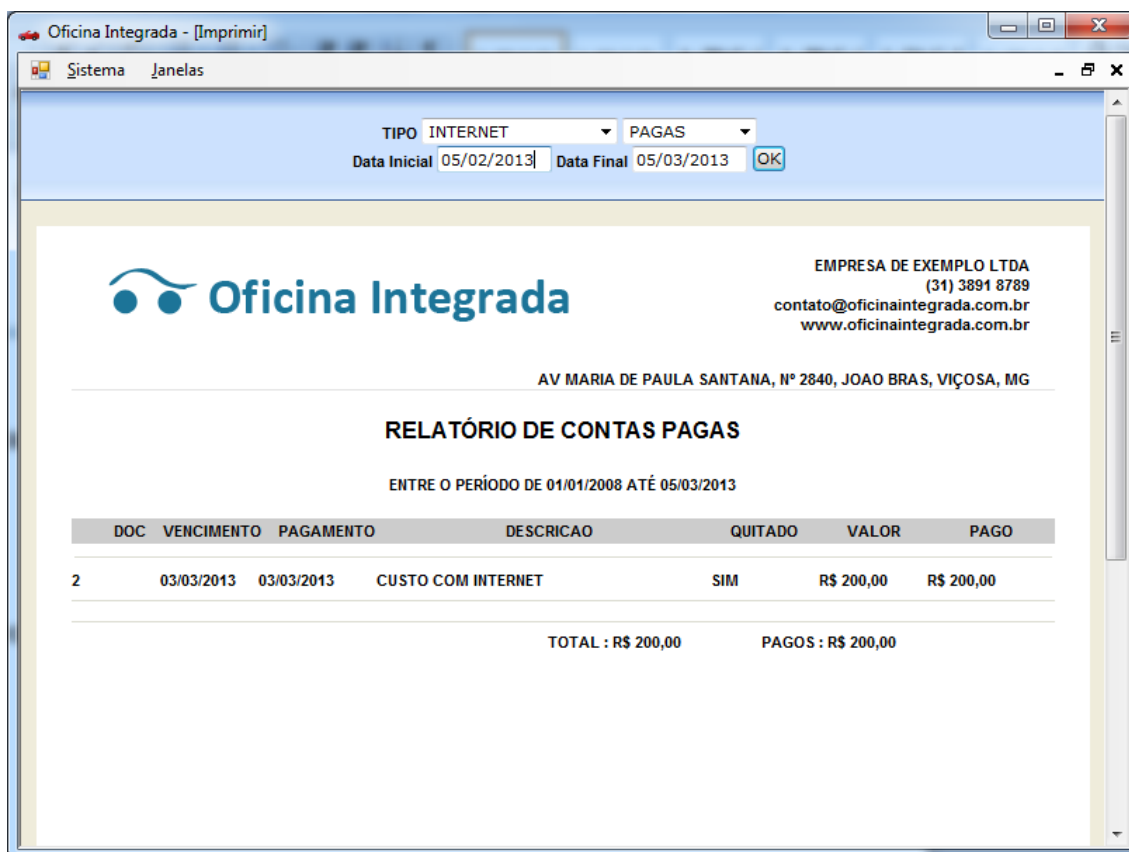 Oficina Integrada - [Imprimir]
Sistema Janelas
TIPO INTERNET PAGAS
Data Inicial 05/02/2013 Data Final 05/03/2013 OK
Oficina Integrada
EMPRESA DE EXEMPLO LTDA
(31) 3891 8789
contato@oficinaintegrada.com.br
www.oficinaintegrada.com.br
AV MARIA DE PAULA SANTANA, Nº 2840, JOAO BRAS, VIÇOSA, MG
RELATÓRIO DE CONTAS PAGAS
ENTRE O PERÍODO DE 01/01/2008 ATÉ 05/03/2013
DOC VENCIMENTO PAGAMENTO DESCRICAO QUITADO VALOR PAGO
2 03/03/2013 03/03/2013 CUSTO COM INTERNET SIM R$ 200,00 R$ 200,00
TOTAL : R$ 200,00 PAGOS : R$ 200,00